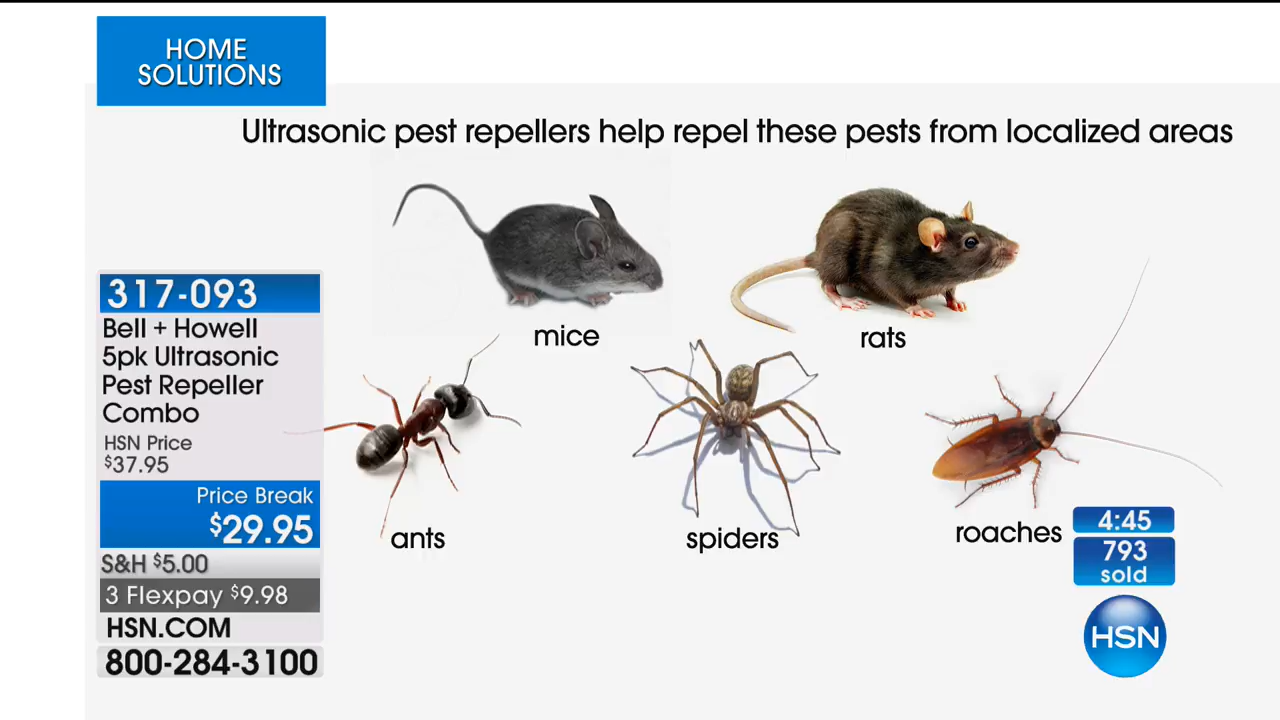 HOME
SOLUTIONS
Ultrasonic pest repellers help repel these pests from localized areas
mice
rats
317-093
Bell + Howell
5pk Ultrasonic
Pest Repeller
Combo
HSN Price
$37.95
Price Break
$29.95
S&H $5.00
3 Flexpay $9.98
HSN.COM
800-284-3100
ants
spiders
roaches
4:45
793
sold
HSN